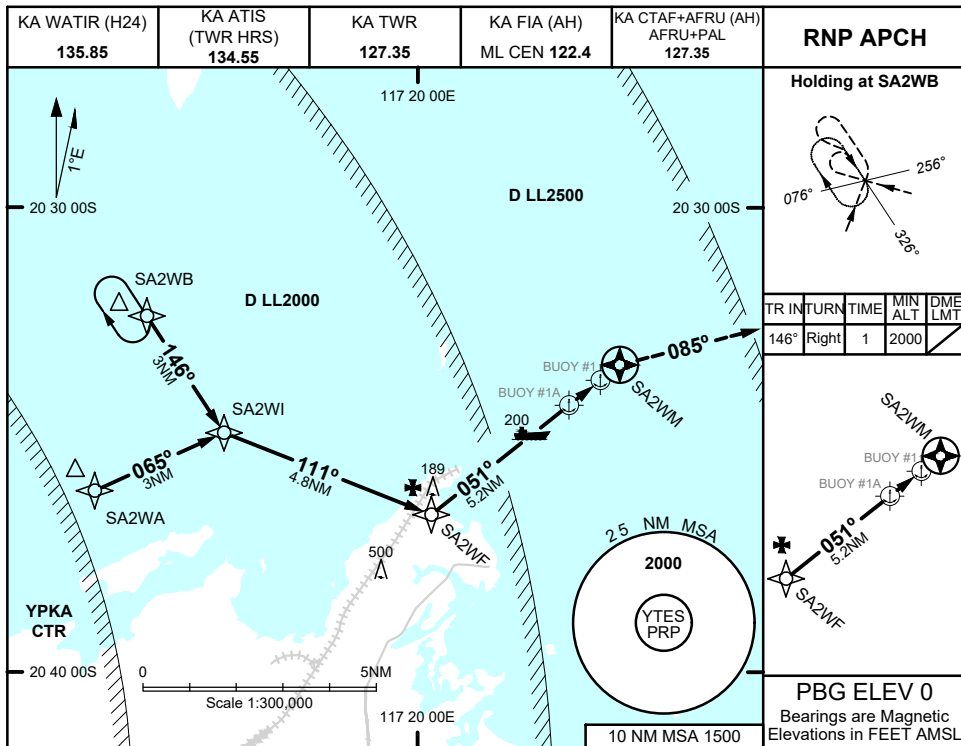 KA WATIR (H24)
135.85
KA ATIS
(TWR HRS)
134.55
KA TWR
127.35
KA FIA (AH)
ML CEN 122.4
KA CTAF+AFRU (AH)
AFRU+PAL
127.35
RNP APCH
117 20 00E
1°E
20 30 00S
20 30 00S
D LL2500
D LL2000
SA2WB
146º
3NM
SA2WI
065º
3NM
SA2WA
111º
4.8NM
189
SA2WF
051º
5.2NM
200
BUOY #1A
BUOY #1
SA2WM
085º
500
YPKA
CTR
20 40 00S
0
5NM
Scale 1:300,000
117 20 00E
25 NM MSA
2000
YTES
PRP
10 NM MSA 1500
Holding at SA2WB
256°
076°
326°
TR IN TURN TIME MIN ALT DME LMT
146° Right 1 2000
SA2WM
BUOY #1
BUOY #1A
051º
5.2NM
SA2WF
PBG ELEV 0
Bearings are Magnetic
Elevations in FEET AMSL